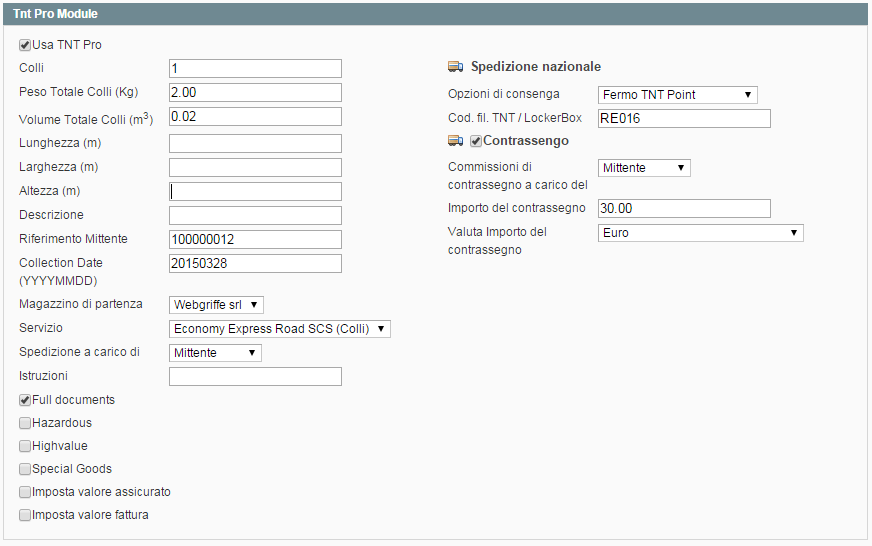 Tnt Pro Module
Usa TNT Pro
Colli 1
Peso Totale Colli (Kg) 2.00
Volume Totale Colli (m3) 0.02
Lunghezza (m)
Larghezza (m)
Altezza (m)
Descrizione
Riferimento Mittente 100000012
Collection Date 20150328
(YYYYMMDD)
Magazzino di partenza Webgriffe srl
Servizio Economy Express Road SCS (Colli)
Spedizione a carico di Mittente
Istruzioni
Full documents
Hazardous
Highvalue
Special Goods
Imposta valore assicurato
Imposta valore fattura
Spedizione nazionale
Opzioni di consenga Fermo TNT Point
Cod. fil. TNT / LockerBox RE016
Contrassengo
Commissioni di Mittente
contrassegno a carico del
Importo del contrassegno 30.00
Valuta Importo del Euro
contrassegno